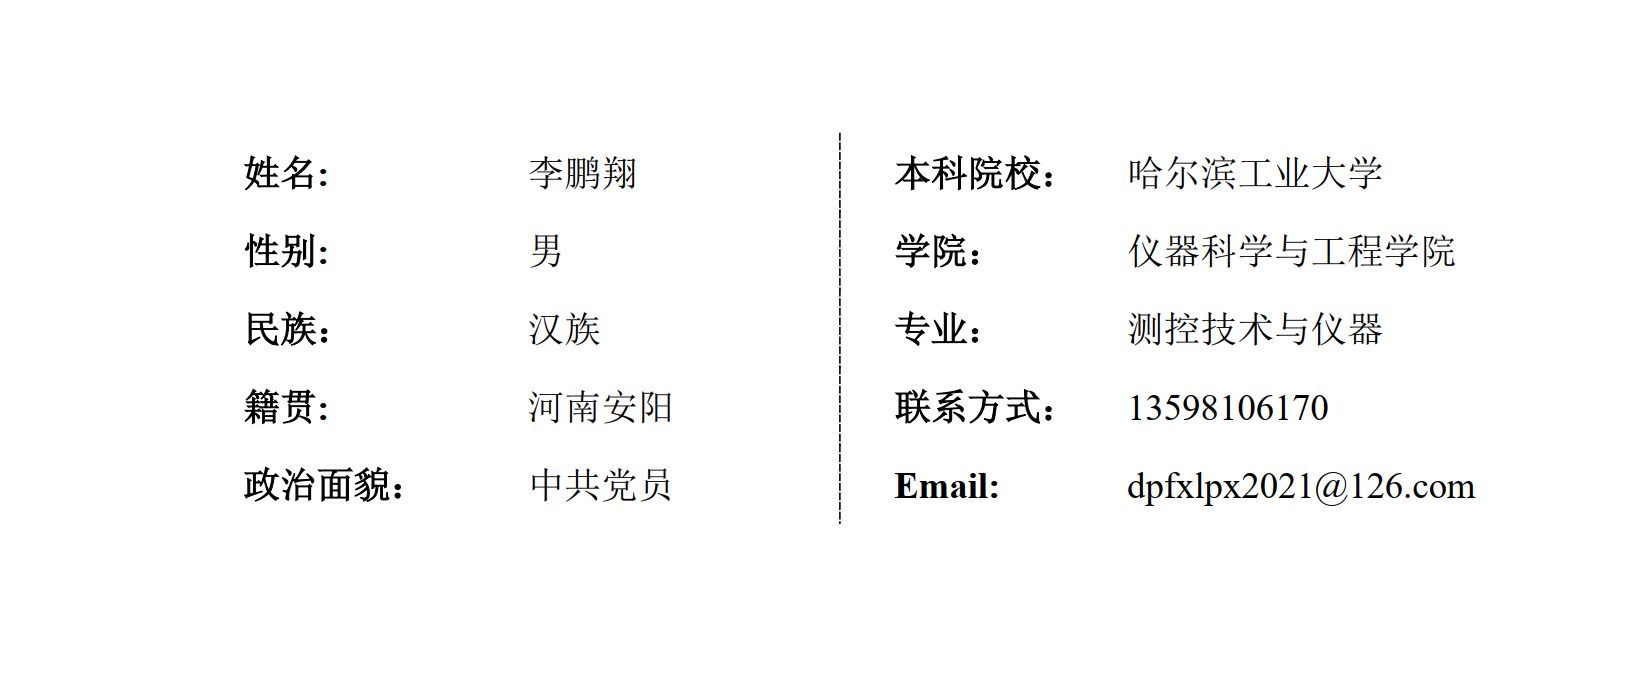 姓名: 李鹏翔
性别: 男
民族： 汉族
籍贯: 河南安阳
政治面貌： 中共党员
本科院校： 哈尔滨工业大学
学院： 仪器科学与工程学院
专业： 测控技术与仪器
联系方式： 13598106170
Email: dpfxlpx2021@126.com